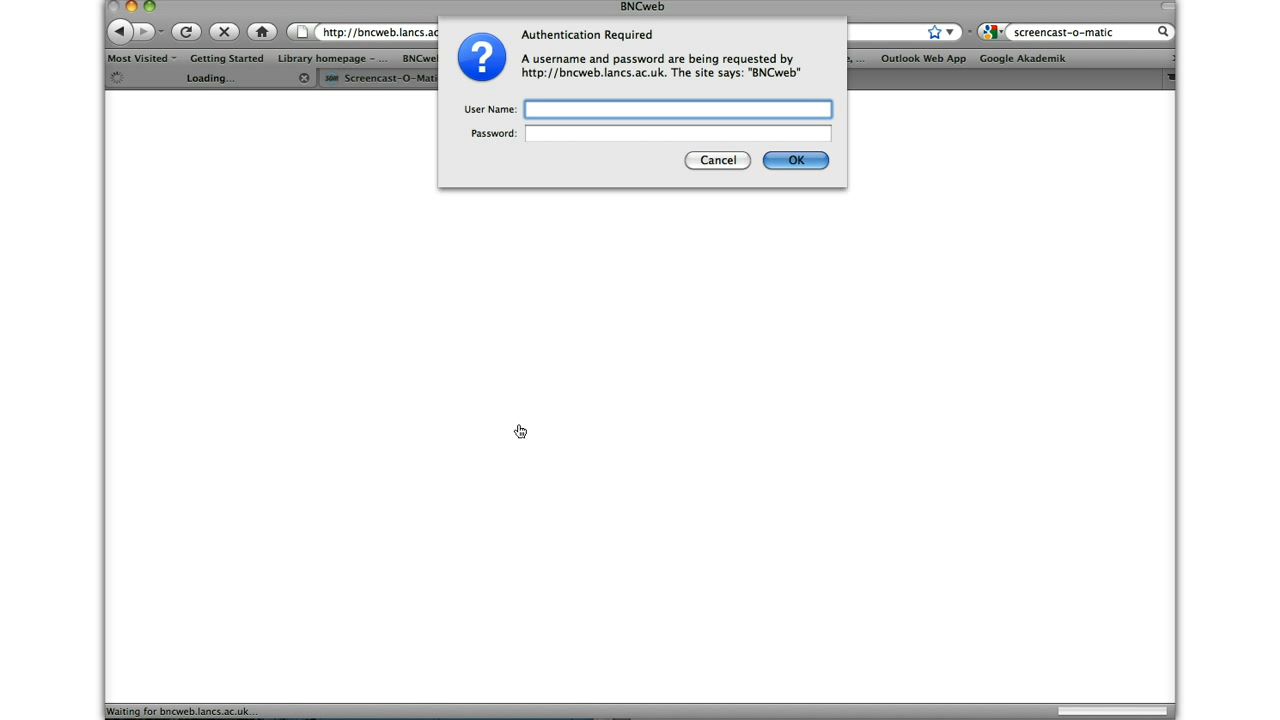 BNCweb
http://bncweb.lancs.ac
screencast-o-matic
Most Visited
Getting Started
Library homepage - ...
Outlook Web App
Google Akademik
Loading...
Screencast-O-Mati
Authentication Required
A username and password are being requested by
http://bncweb.lancs.ac.uk. The site says: "BNCweb"
User Name:
Password:
Cancel
OK
Waiting for bncweb.lancs.ac.uk...